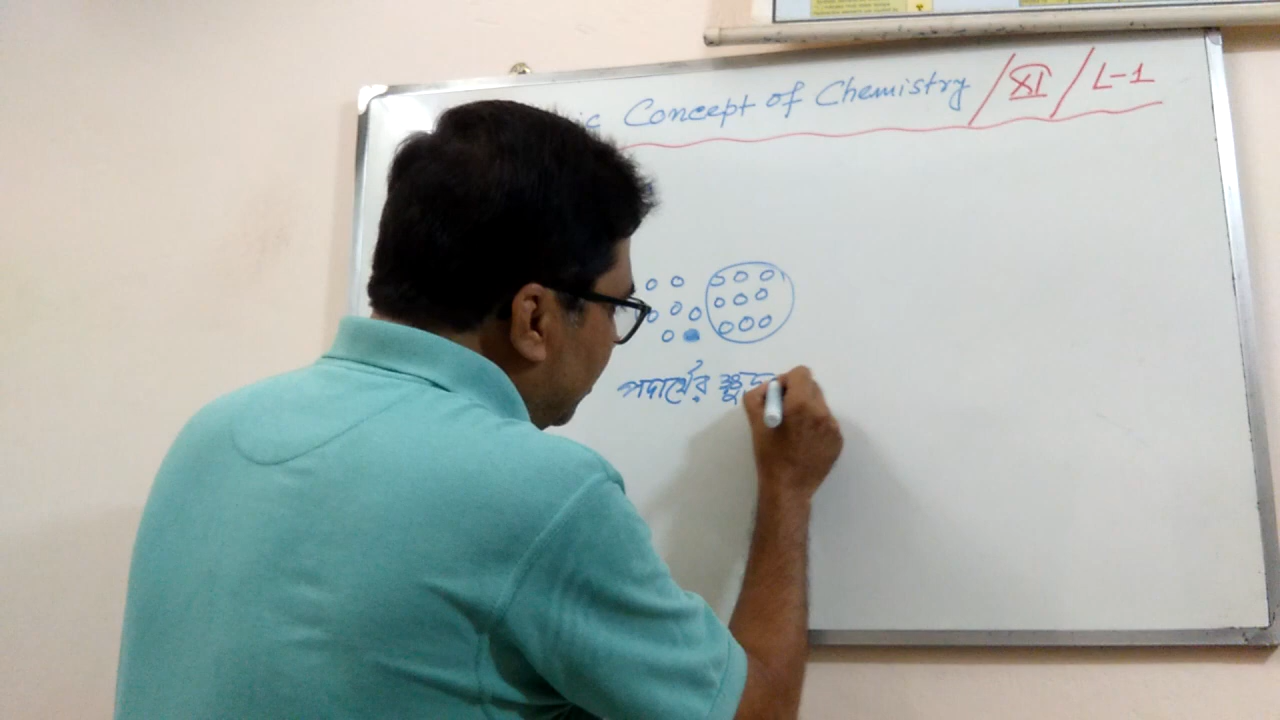 Concept of Chemistry / XI / L-1
পদার্থের